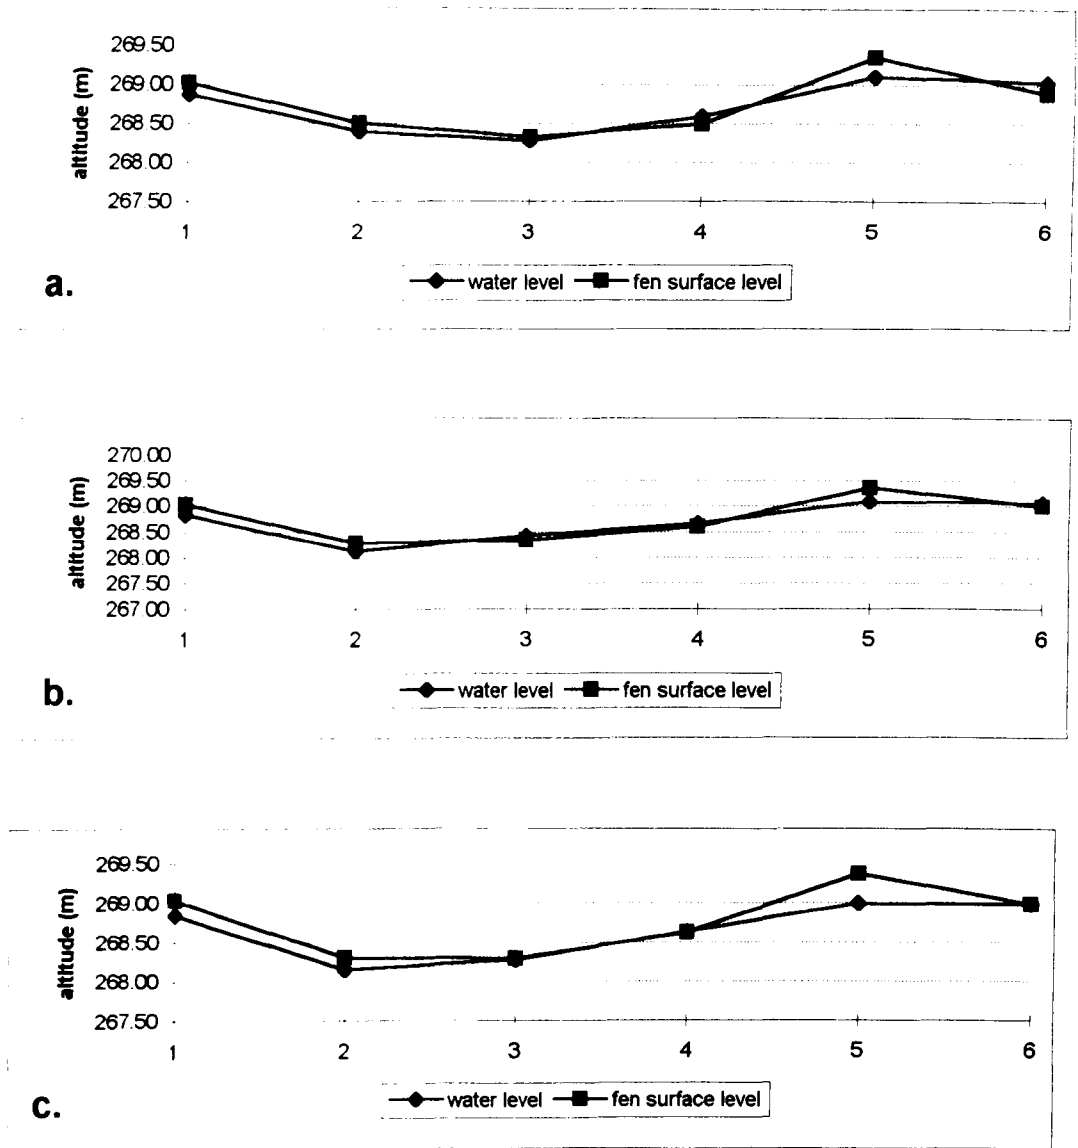 269.50
269.00
268.50
268.00
267.50
altitude (m)
1 2 3 4 5 6
water level fen surface level
a.
270.00
269.50
269.00
268.50
268.00
267.50
267.00
altitude (m)
1 2 3 4 5 6
water level fen surface level
b.
269.50
269.00
268.50
268.00
267.50
altitude (m)
1 2 3 4 5 6
water level fen surface level
c.